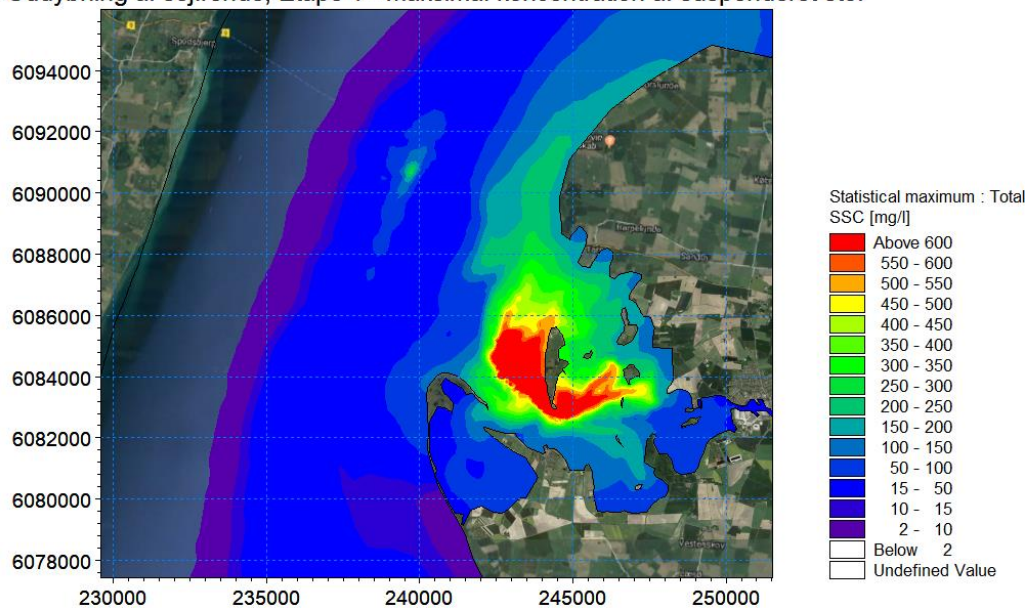 6094000
6092000
6090000
6088000
6086000
6084000
6082000
6080000
6078000
230000 235000 240000 245000 250000
Spodsbjerg
Statistical maximum : Total
SSC [mg/l]
Above 600
550 - 600
500 - 550
450 - 500
400 - 450
350 - 400
300 - 350
250 - 300
200 - 250
150 - 200
100 - 150
50 - 100
15 - 50
10 - 15
2 - 10
Below 2
Undefined Value